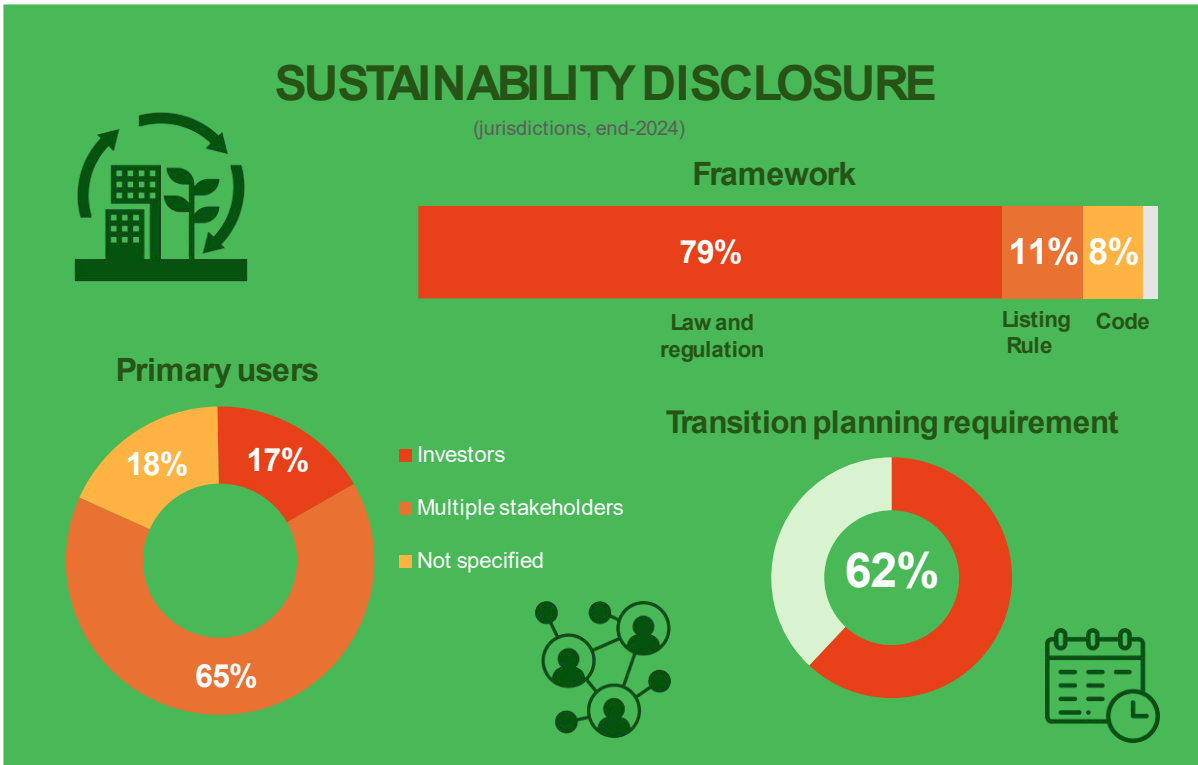 SUSTAINABILITY DISCLOSURE
(jurisdictions, end-2024)
Framework
79%
11%
8%
Law and
regulation
Listing
Rule
Code
Primary users
18%
17%
65%
Investors
Multiple stakeholders
Not specified
Transition planning requirement
62%